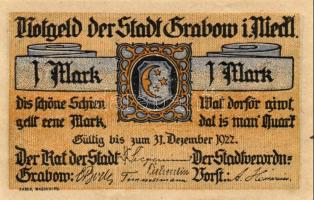 Notgeld der Stadt Grabow i. Meckl.
1 Mark 1 Mark
Dis schöne Schien Wat dorför giwt,
gellt eene Mark, dat is man Quark
Gültig bis zum 31. Dezember 1922.
Der Rat der Stadt Der Stadtverordn-
Grabow: Vorst.